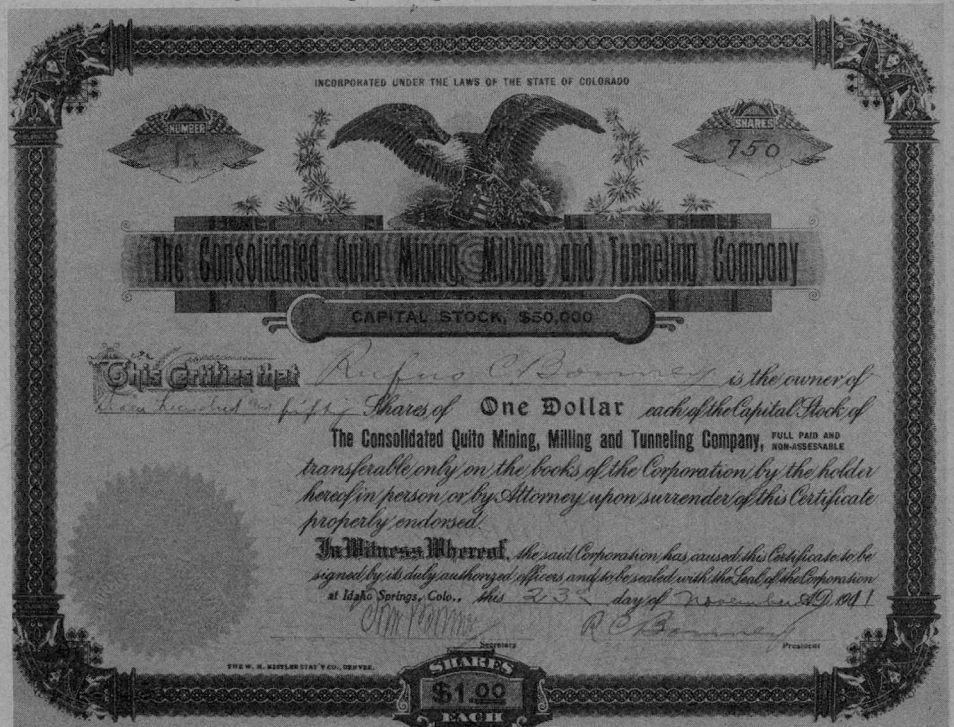 INCORPORATED UNDER THE LAWS OF THE STATE OF COLORADO
NUMBER
SHARES
750
The Consolidated Quito Mining, Milling and Tunneling Company
CAPITAL STOCK, $50,000
This Certifies that Rufus C. Bonney is the owner of
hundred and fifty Shares of One Dollar each of the Capital Stock of
The Consolidated Quito Mining, Milling and Tunneling Company, FULL PAID AND NON-ASSESSABLE
transferable only on the books of the Corporation by the holder
hereof in person or by Attorney upon surrender of this Certificate
properly endorsed.
In Witness Whereof, the said Corporation has caused this Certificate to be
signed by its duly authorized officers and to be sealed with the Seal of the Corporation
at Idaho Springs, Colo., this 23 day of November A.D. 1911
R C Bonney
Secretary
President
THE W. H. KISTLER STAT'Y CO., DENVER.
SHARES
$1.00
EACH